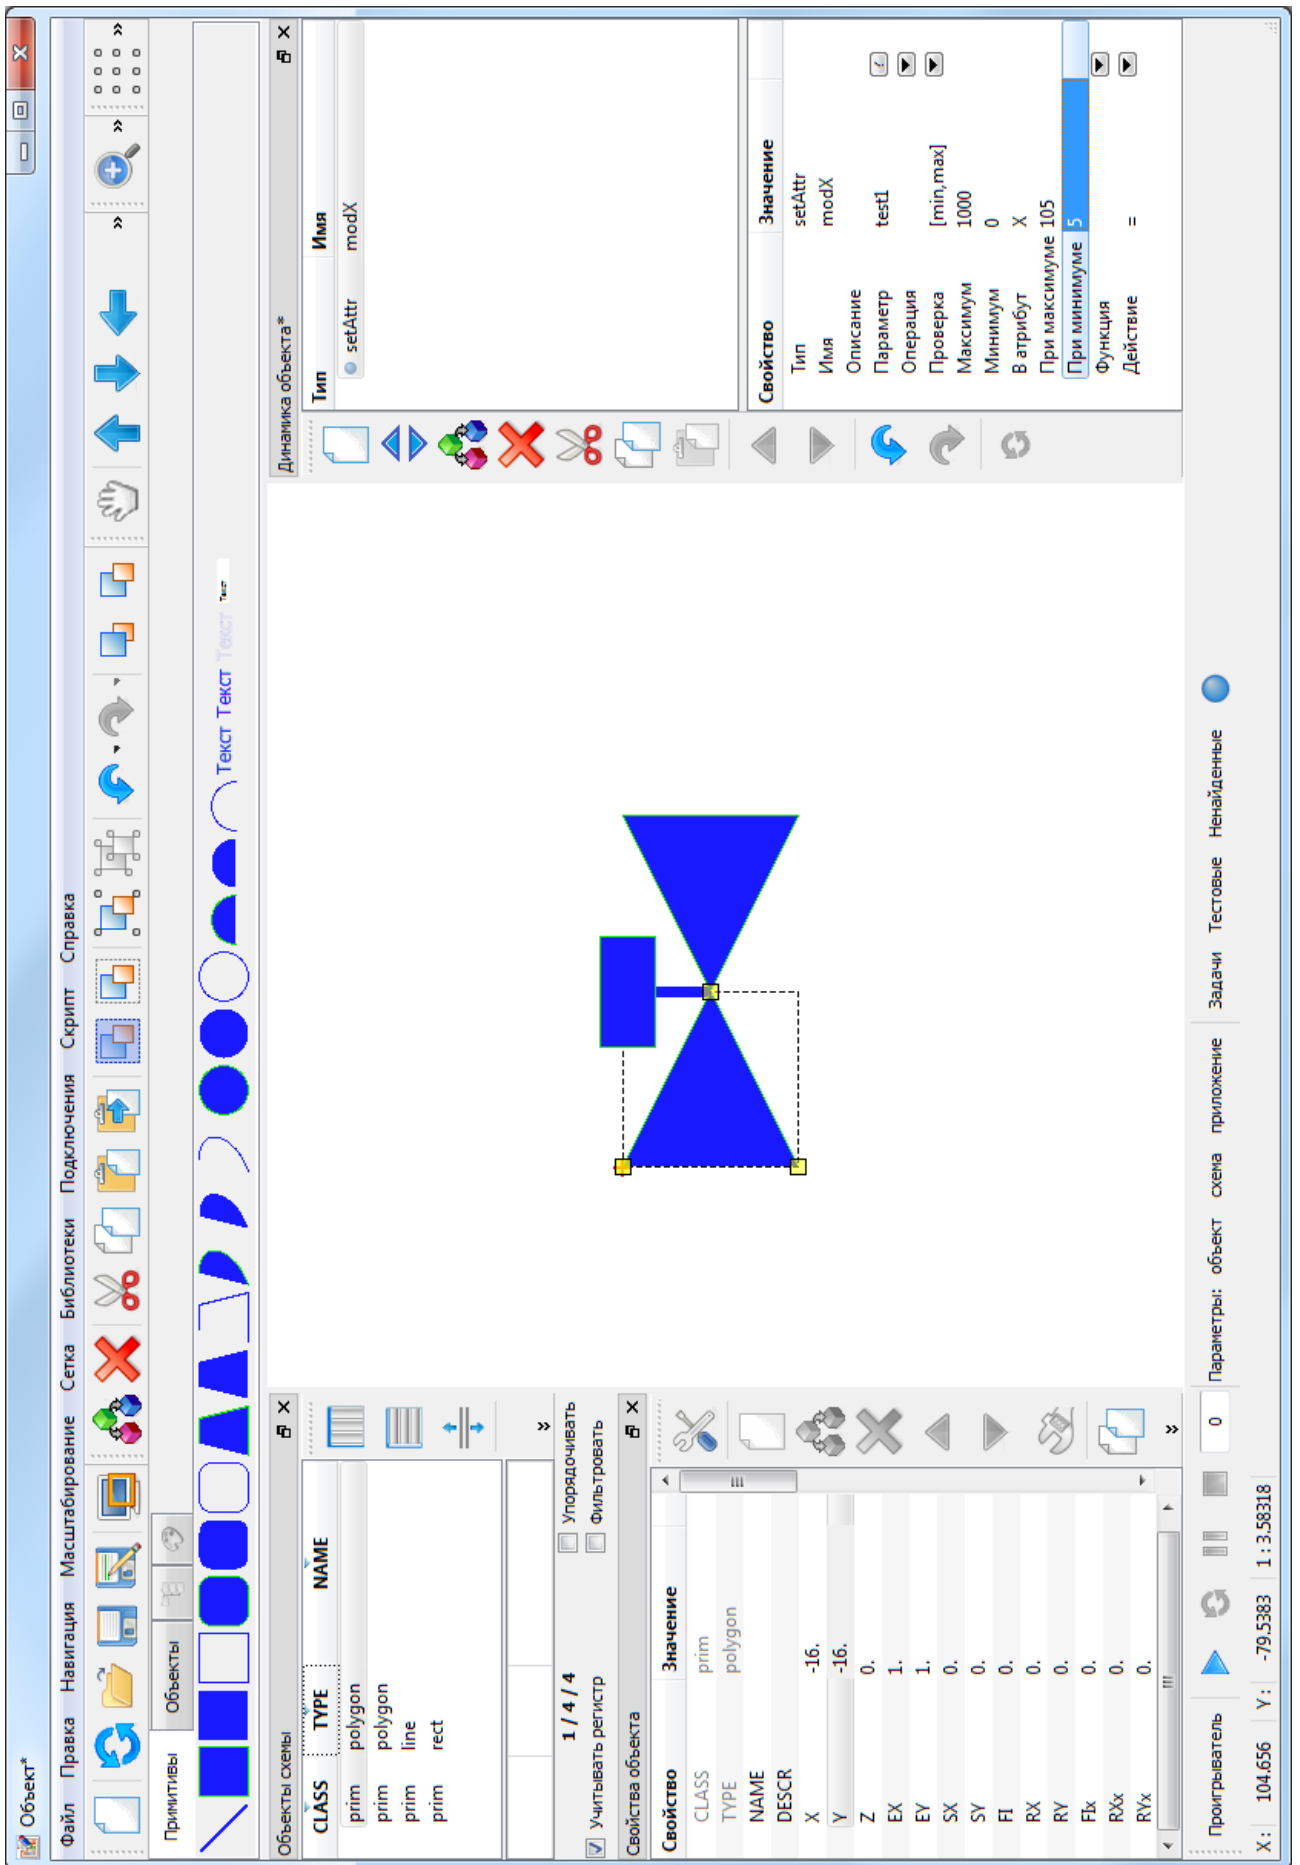 Объект*
Файл Правка Навигация Масштабирование Сетка Библиотеки Подключения Скрипт Справка
» » »
Примитивы Объекты
Текст Текст Текст Текст
Объекты схемы
CLASS TYPE NAME
prim polygon
prim polygon
prim line
prim rect
»
1 / 4 / 4
Упорядочивать
Учитывать регистр Фильтровать
Свойства объекта
Свойство Значение
CLASS prim
TYPE polygon
NAME
DESCR
X -16.
Y -16.
Z 0.
EX 1.
EY 1.
SX 0.
SY 0.
FI 0.
RX 0.
RY 0.
FIx 0.
RXx 0.
RYx 0.
»
Динамика объекта*
Тип Имя
setAttr modX
Свойство Значение
Тип setAttr
Имя modX
Описание
Параметр test1
Операция
Проверка [min,max]
Максимум 1000
Минимум 0
В атрибут X
При максимуме 105
При минимуме 5
Функция
Действие =
Проигрыватель 0 Параметры: объект схема приложение Задачи Тестовые Ненайденные
X: 104.656 Y: -79.5383 1 : 3.58318